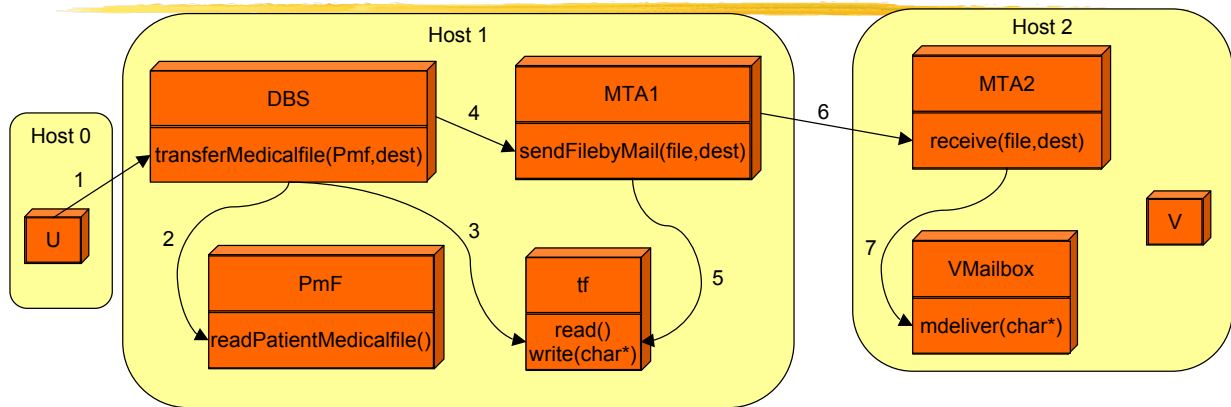 Host 0
1
U
Host 1
DBS
transferMedicalfile(Pmf,dest)
4
MTA1
sendFilebyMail(file,dest)
2
3
5
PmF
readPatientMedicalfile()
tf
read()
write(char*)
6
Host 2
MTA2
receive(file,dest)
V
7
VMailbox
mdeliver(char*)